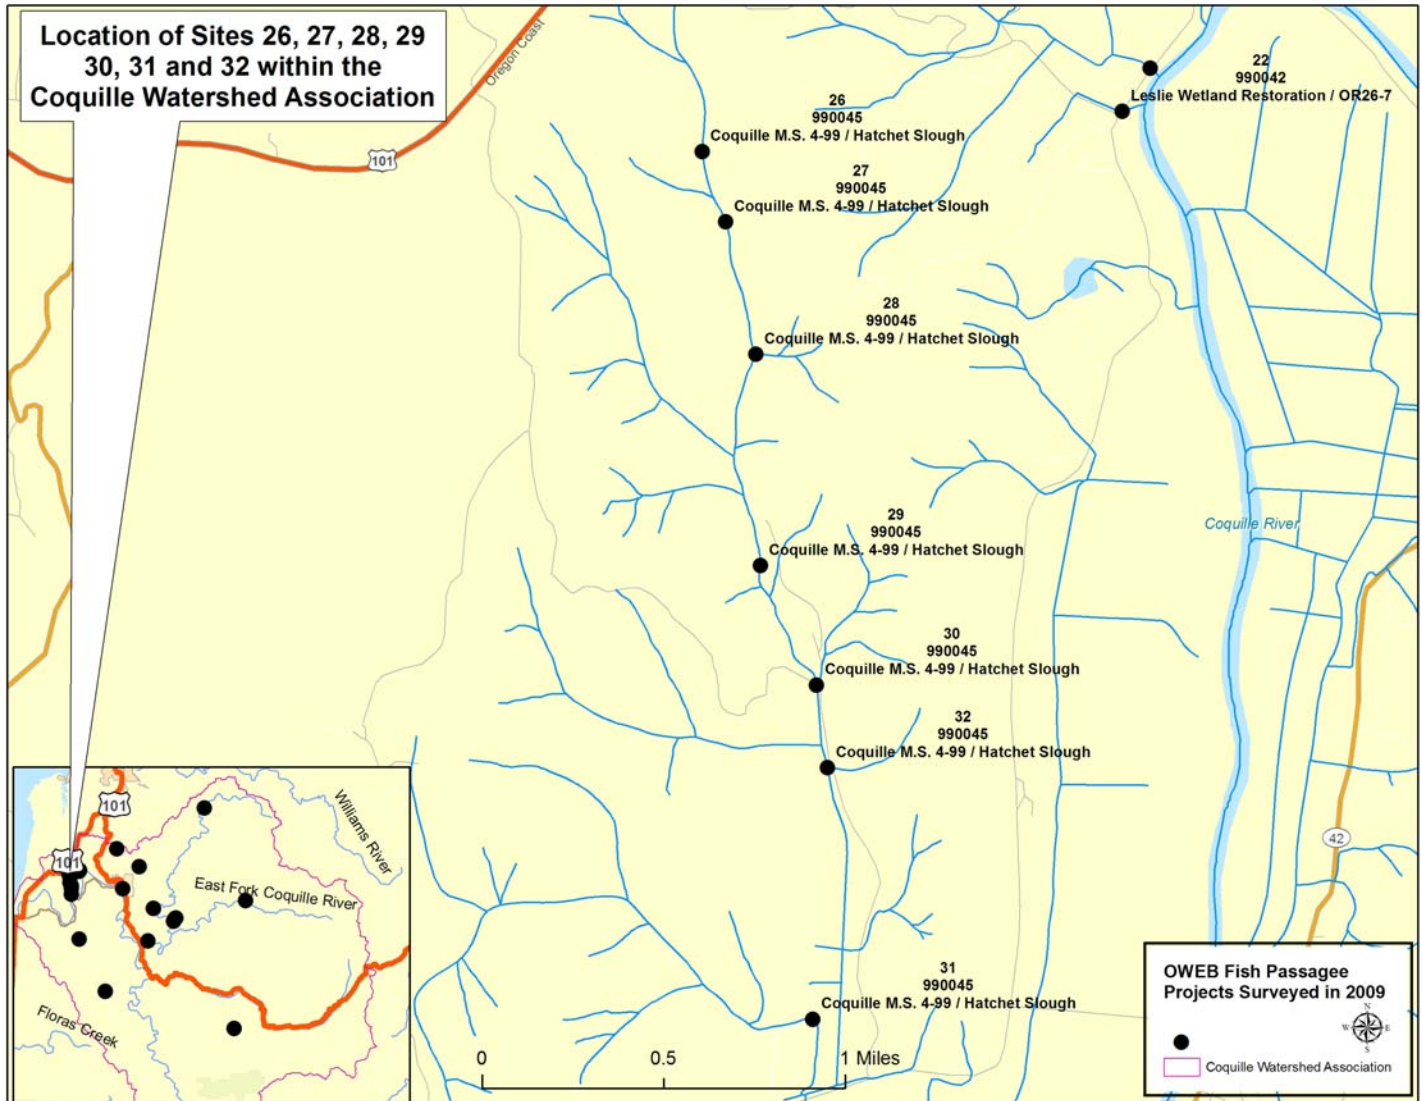 Location of Sites 26, 27, 28, 29
30, 31 and 32 within the
Coquille Watershed Association
Oregon Coast
101
22
990042
Leslie Wetland Restoration / OR26-7
26
990045
Coquille M.S. 4-99 / Hatchet Slough
27
990045
Coquille M.S. 4-99 / Hatchet Slough
28
990045
Coquille M.S. 4-99 / Hatchet Slough
29
990045
Coquille M.S. 4-99 / Hatchet Slough
Coquille River
30
990045
Coquille M.S. 4-99 / Hatchet Slough
32
990045
Coquille M.S. 4-99 / Hatchet Slough
42
31
990045
Coquille M.S. 4-99 / Hatchet Slough
0 0.5 1 Miles
101
101
Williams River
East Fork Coquille River
Floras Creek
OWEB Fish Passagee
Projects Surveyed in 2009
N
W E
S
Coquille Watershed Association